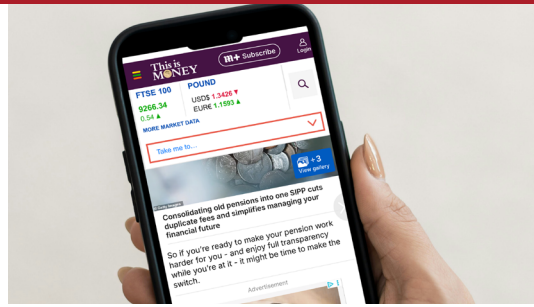 This is
MONEY
m+ Subscribe
Login
FTSE 100
POUND
9266.34
USD$ 1.3426 ▼
0.54 ▲
EUR€ 1.1593 ▲
MORE MARKET DATA
Take me to...
+3
View gallery
Consolidating old pensions into one SIPP cuts
duplicate fees and simplifies managing your
financial future
So if you're ready to make your pension work
harder for you - and enjoy full transparency
while you're at it - it might be time to make the
switch.
Advertisement